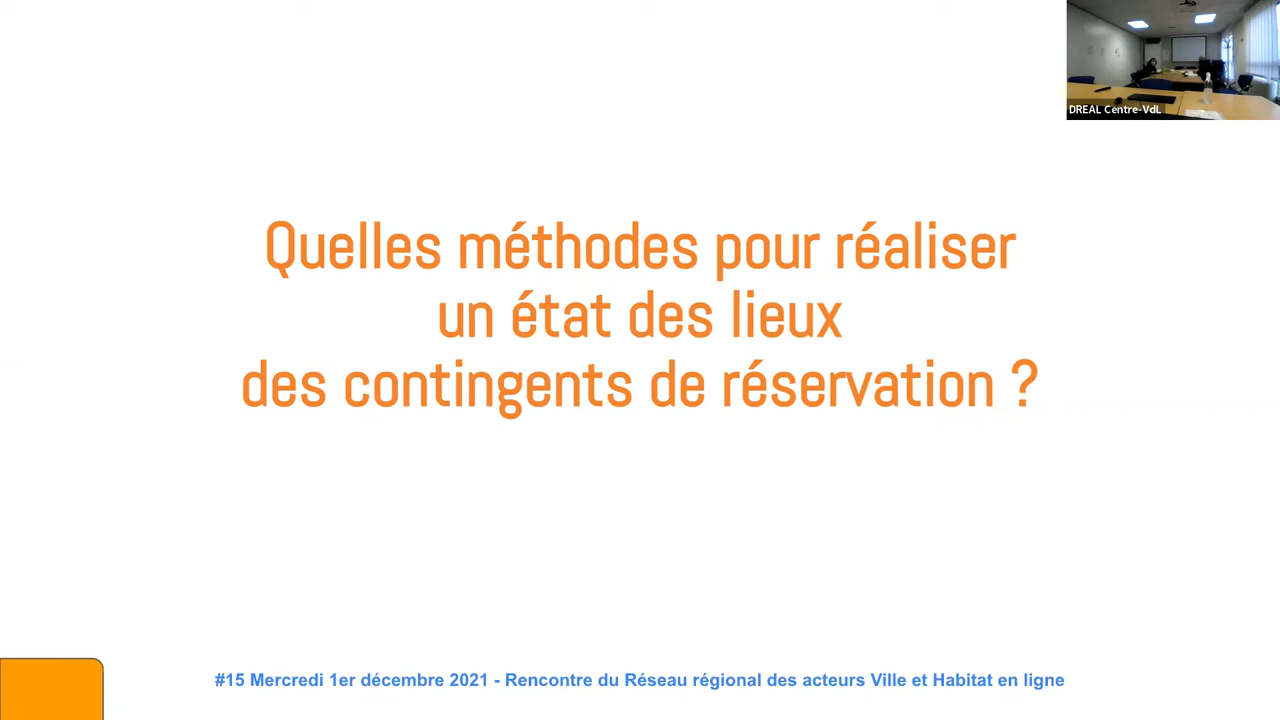 DREAL Centre-VdL
Quelles méthodes pour réaliser
un état des lieux
des contingents de réservation ?
#15 Mercredi 1er décembre 2021 - Rencontre du Réseau régional des acteurs Ville et Habitat en ligne